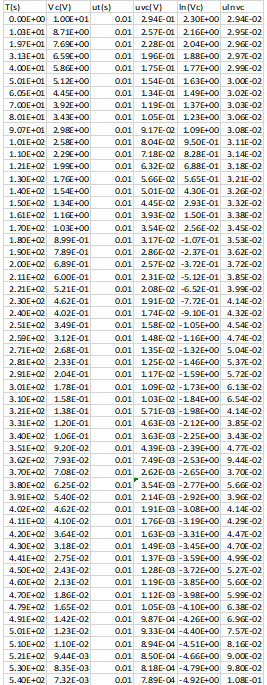 T(s) Vc(V) ut(s) uvc(V) ln(Vc) ulnvc
0.00E+00 1.00E+01 0.01 2.94E-01 2.30E+00 2.94E-02
1.03E+01 8.71E+00 0.01 2.57E-01 2.16E+00 2.95E-02
1.97E+01 7.69E+00 0.01 2.28E-01 2.04E+00 2.96E-02
3.13E+01 6.59E+00 0.01 1.96E-01 1.88E+00 2.97E-02
4.00E+01 5.86E+00 0.01 1.75E-01 1.77E+00 2.99E-02
5.01E+01 5.12E+00 0.01 1.54E-01 1.63E+00 3.00E-02
6.05E+01 4.45E+00 0.01 1.34E-01 1.49E+00 3.02E-02
7.00E+01 3.92E+00 0.01 1.19E-01 1.37E+00 3.03E-02
8.01E+01 3.43E+00 0.01 1.05E-01 1.23E+00 3.06E-02
9.07E+01 2.98E+00 0.01 9.17E-02 1.09E+00 3.08E-02
1.01E+02 2.58E+00 0.01 8.04E-02 9.50E-01 3.11E-02
1.10E+02 2.29E+00 0.01 7.18E-02 8.28E-01 3.14E-02
1.21E+02 1.99E+00 0.01 6.32E-02 6.88E-01 3.18E-02
1.30E+02 1.76E+00 0.01 5.66E-02 5.65E-01 3.21E-02
1.40E+02 1.54E+00 0.01 5.01E-02 4.30E-01 3.26E-02
1.50E+02 1.34E+00 0.01 4.45E-02 2.93E-01 3.32E-02
1.61E+02 1.16E+00 0.01 3.93E-02 1.50E-01 3.38E-02
1.70E+02 1.03E+00 0.01 3.54E-02 2.56E-02 3.45E-02
1.80E+02 8.99E-01 0.01 3.17E-02 -1.07E-01 3.53E-02
1.90E+02 7.89E-01 0.01 2.86E-02 -2.37E-01 3.62E-02
2.00E+02 6.89E-01 0.01 2.57E-02 -3.72E-01 3.72E-02
2.11E+02 6.00E-01 0.01 2.31E-02 -5.12E-01 3.85E-02
2.21E+02 5.21E-01 0.01 2.08E-02 -6.52E-01 3.99E-02
2.30E+02 4.62E-01 0.01 1.91E-02 -7.72E-01 4.14E-02
2.40E+02 4.02E-01 0.01 1.74E-02 -9.10E-01 4.32E-02
2.51E+02 3.49E-01 0.01 1.58E-02 -1.05E+00 4.54E-02
2.59E+02 3.12E-01 0.01 1.48E-02 -1.16E+00 4.74E-02
2.71E+02 2.68E-01 0.01 1.35E-02 -1.32E+00 5.04E-02
2.81E+02 2.33E-01 0.01 1.25E-02 -1.46E+00 5.37E-02
2.91E+02 2.04E-01 0.01 1.17E-02 -1.59E+00 5.72E-02
3.01E+02 1.78E-01 0.01 1.09E-02 -1.73E+00 6.13E-02
3.10E+02 1.58E-01 0.01 1.03E-02 -1.84E+00 6.54E-02
3.21E+02 1.38E-01 0.01 5.71E-03 -1.98E+00 4.14E-02
3.31E+02 1.20E-01 0.01 4.63E-03 -2.12E+00 3.85E-02
3.40E+02 1.06E-01 0.01 3.63E-03 -2.25E+00 3.43E-02
3.51E+02 9.20E-02 0.01 4.39E-03 -2.39E+00 4.77E-02
3.62E+02 7.93E-02 0.01 7.49E-03 -2.53E+00 9.44E-02
3.70E+02 7.08E-02 0.01 2.62E-03 -2.65E+00 3.70E-02
3.80E+02 6.25E-02 0.01 3.54E-03 -2.77E+00 5.66E-02
3.91E+02 5.40E-02 0.01 2.14E-03 -2.92E+00 3.96E-02
4.02E+02 4.62E-02 0.01 1.91E-03 -3.08E+00 4.14E-02
4.11E+02 4.10E-02 0.01 1.76E-03 -3.19E+00 4.29E-02
4.20E+02 3.64E-02 0.01 1.63E-03 -3.31E+00 4.47E-02
4.30E+02 3.18E-02 0.01 1.49E-03 -3.45E+00 4.70E-02
4.41E+02 2.75E-02 0.01 1.37E-03 -3.59E+00 4.99E-02
4.50E+02 2.43E-02 0.01 1.28E-03 -3.72E+00 5.27E-02
4.60E+02 2.13E-02 0.01 1.19E-03 -3.85E+00 5.60E-02
4.70E+02 1.86E-02 0.01 1.12E-03 -3.98E+00 5.99E-02
4.79E+02 1.65E-02 0.01 1.05E-03 -4.10E+00 6.38E-02
4.91E+02 1.42E-02 0.01 9.87E-04 -4.26E+00 6.96E-02
5.01E+02 1.23E-02 0.01 9.33E-04 -4.40E+00 7.57E-02
5.10E+02 1.10E-02 0.01 8.94E-04 -4.51E+00 8.16E-02
5.21E+02 9.44E-03 0.01 8.50E-04 -4.66E+00 9.00E-02
5.30E+02 8.35E-03 0.01 8.18E-04 -4.79E+00 9.80E-02
5.40E+02 7.32E-03 0.01 7.89E-04 -4.92E+00 1.08E-01